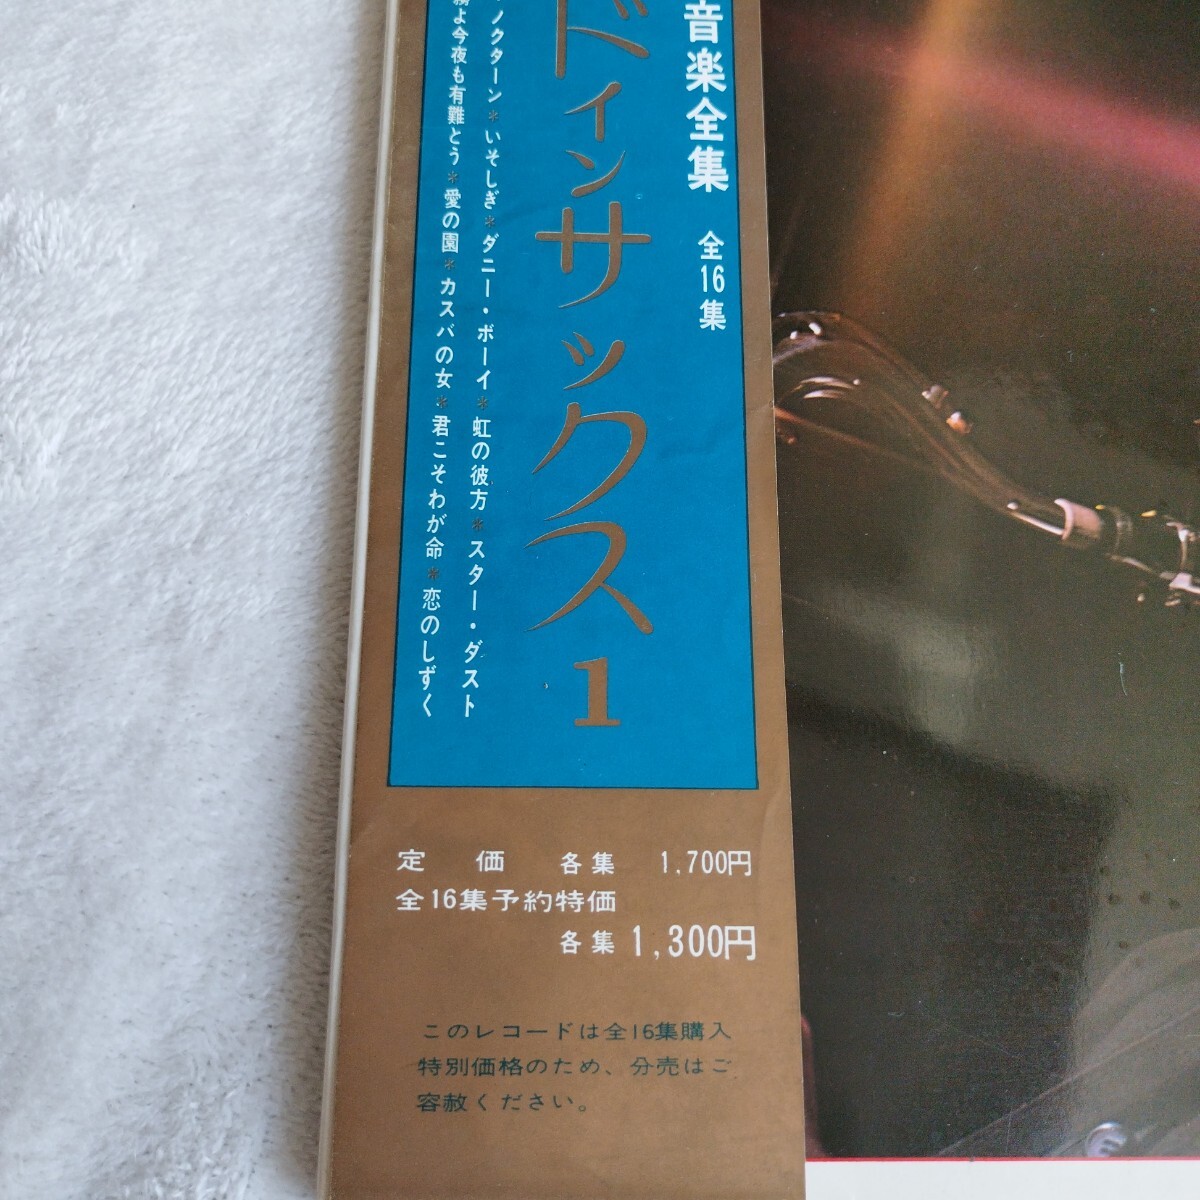 音楽全集 全16集
ドィンサックス1
ノクターン*いそしぎ*ダニー・ボーイ*虹の彼方*スター・ダスト
霧よ今夜も有難とう*愛の園*カスバの女*君こそわが命*恋のしずく
定価 各集 1,700円
全16集予約特価
各集 1,300円
このレコードは全16集購入
特別価格のため、分売はご
容赦ください。